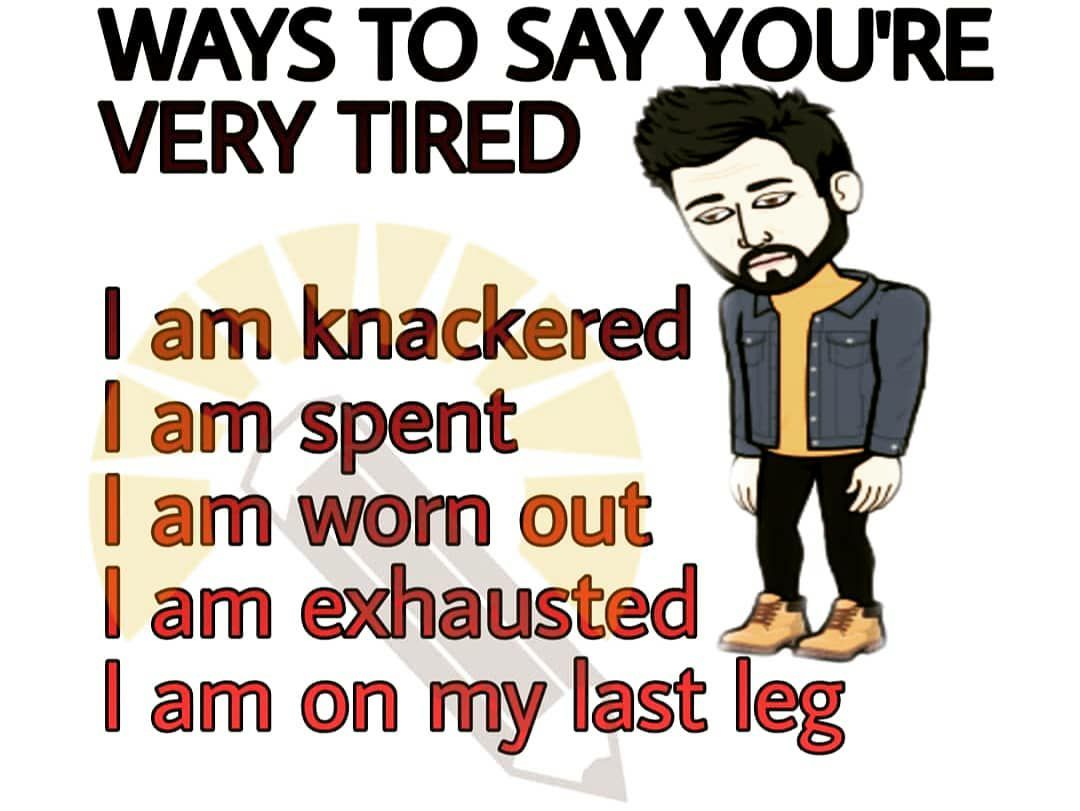 WAYS TO SAY YOU'RE
VERY TIRED
I am knackered
I am spent
I am worn out
I am exhausted
I am on my last leg